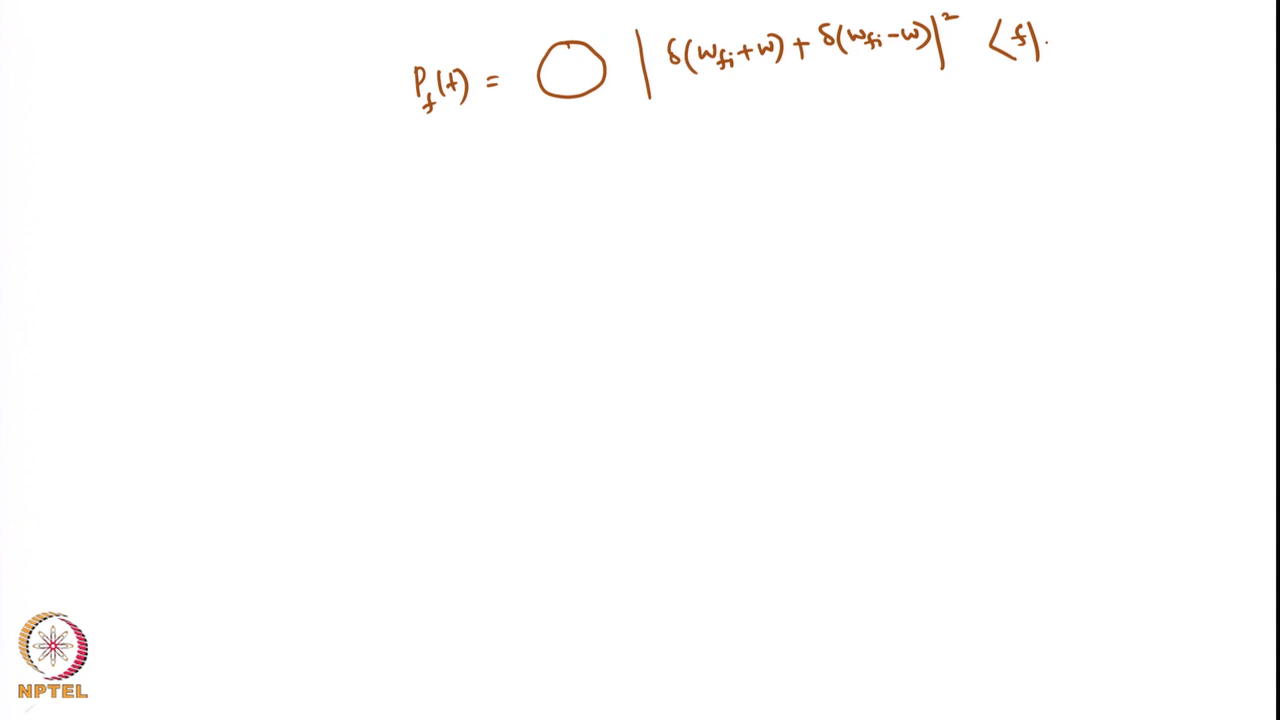 P_f(t) = ◯ | δ(ω_fi+ω) + δ(ω_fi-ω)|² ⟨f|.
NPTEL